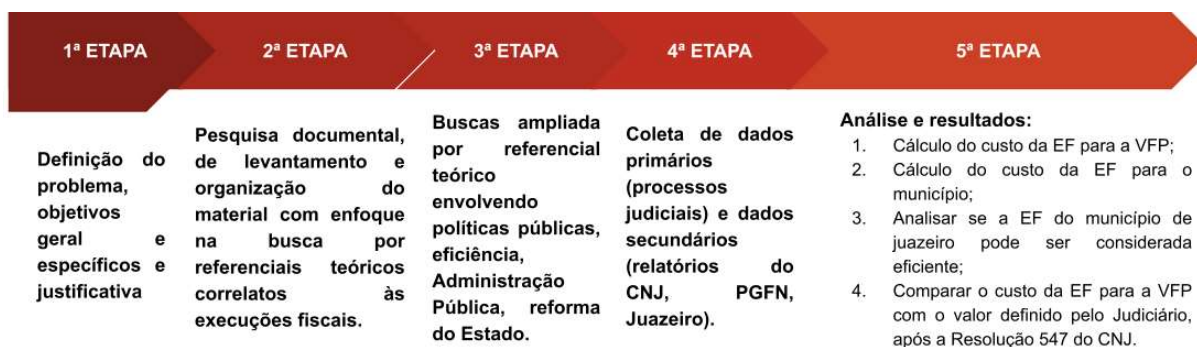 1ª ETAPA
2ª ETAPA
3ª ETAPA
4ª ETAPA
5ª ETAPA
Definição do
problema,
objetivos
geral e
específicos e
justificativa
Pesquisa documental,
de levantamento e
organização do
material com enfoque
na busca por
referenciais teóricos
correlatos às
execuções fiscais.
Buscas ampliada
por referencial
teórico
envolvendo
políticas públicas,
eficiência,
Administração
Pública, reforma
do Estado.
Coleta de dados
primários
(processos
judiciais) e dados
secundários
(relatórios do
CNJ, PGFN,
Juazeiro).
Análise e resultados:
1. Cálculo do custo da EF para a VFP;
2. Cálculo do custo da EF para o
município;
3. Analisar se a EF do município de
juazeiro pode ser considerada
eficiente;
4. Comparar o custo da EF para a VFP
com o valor definido pelo Judiciário,
após a Resolução 547 do CNJ.